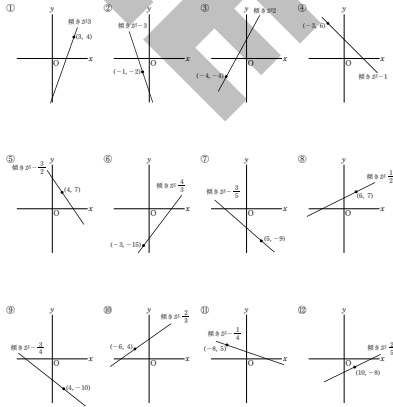 ①
y
傾きが3
(3, 4)
O
x
②
y
傾きが−3
(−1, −2)
O
x
③
y
傾きが2
(−4, −4)
O
x
④
y
(−3, 6)
O
x
傾きが−1
⑤
y
傾きが−3/2
(4, 7)
O
x
⑥
y
傾きが4/3
O
x
(−3, −15)
⑦
y
傾きが−3/5
O
x
(5, −9)
⑧
y
傾きが1/2
(6, 7)
O
x
⑨
y
傾きが−3/4
O
x
(4, −10)
⑩
y
傾きが2/3
(−6, 4)
O
x
⑪
y
傾きが−1/4
(−8, 5)
O
x
⑫
y
傾きが
O
x
(10, −8)